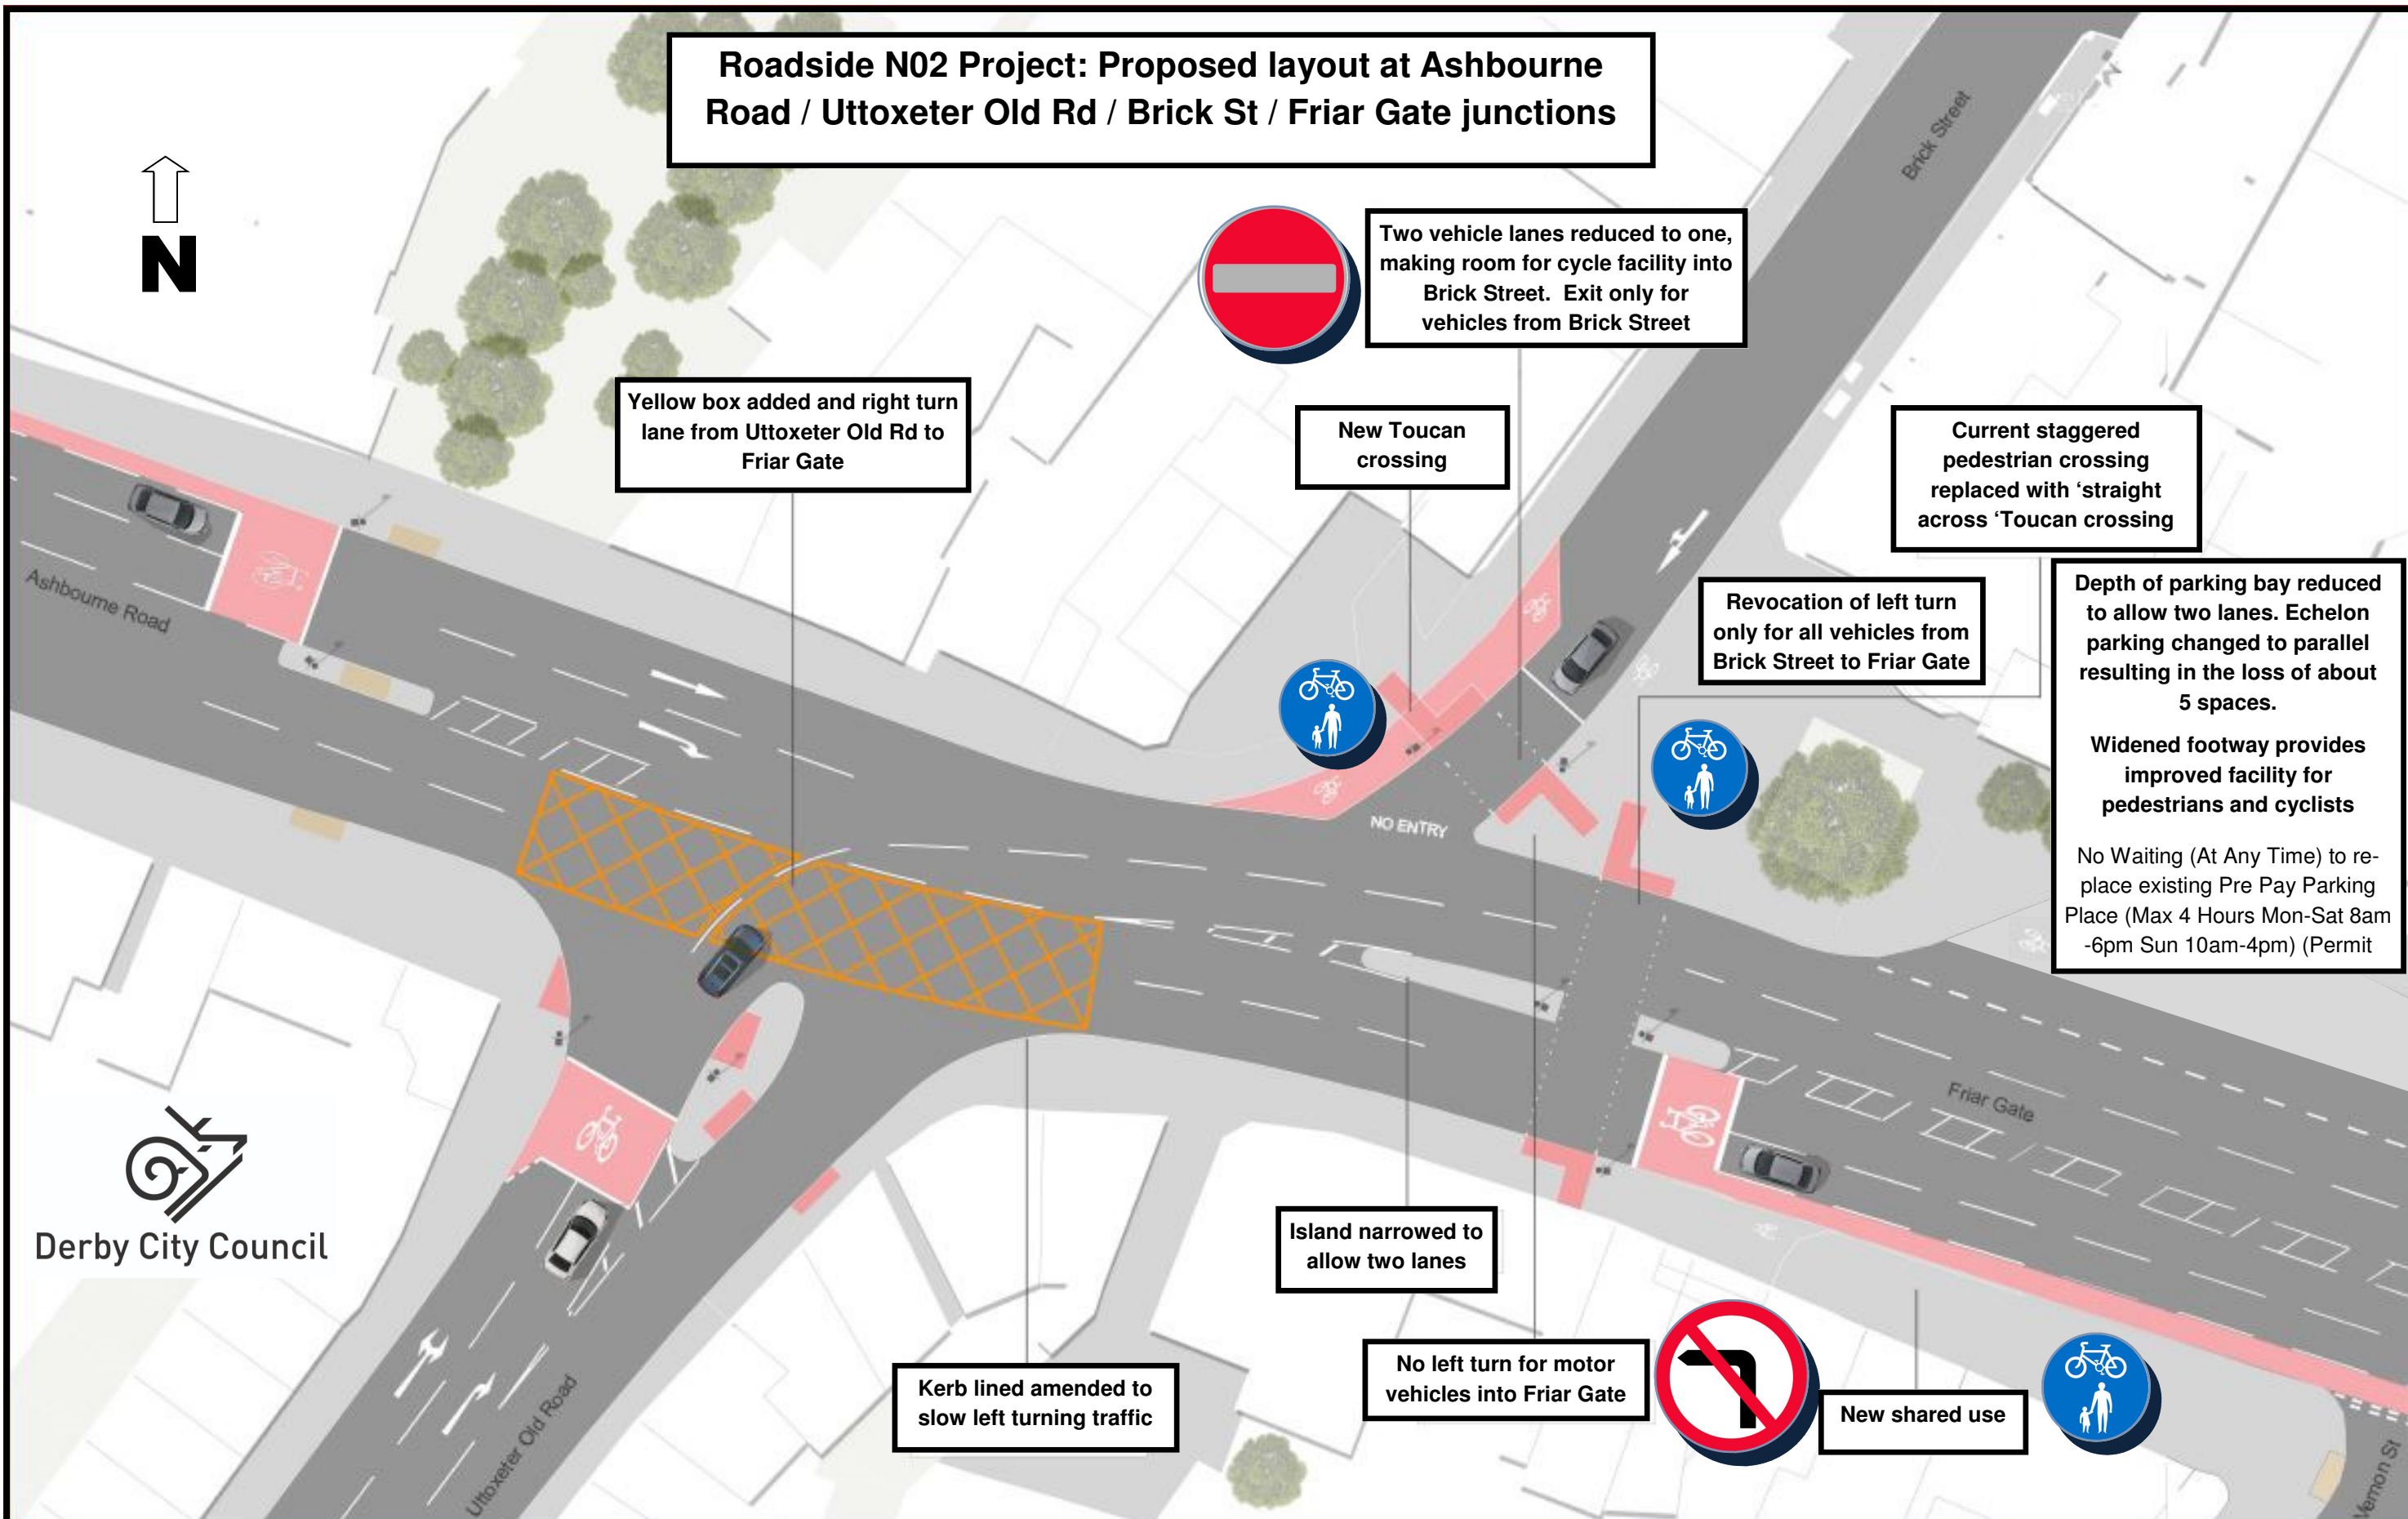 Roadside N02 Project: Proposed layout at Ashbourne
Road / Uttoxeter Old Rd / Brick St / Friar Gate junctions
N
Brick Street
Two vehicle lanes reduced to one,
making room for cycle facility into
Brick Street.  Exit only for
vehicles from Brick Street
Yellow box added and right turn
lane from Uttoxeter Old Rd to
Friar Gate
New Toucan
crossing
Current staggered
pedestrian crossing
replaced with ‘straight
across ‘Toucan crossing
Revocation of left turn
only for all vehicles from
Brick Street to Friar Gate
Depth of parking bay reduced
to allow two lanes. Echelon
parking changed to parallel
resulting in the loss of about
5 spaces.
Widened footway provides
improved facility for
pedestrians and cyclists
No Waiting (At Any Time) to re-
place existing Pre Pay Parking
Place (Max 4 Hours Mon-Sat 8am
-6pm Sun 10am-4pm) (Permit
Ashbourne Road
NO ENTRY
Friar Gate
Derby City Council
Island narrowed to
allow two lanes
No left turn for motor
vehicles into Friar Gate
Kerb lined amended to
slow left turning traffic
New shared use
Uttoxeter Old Road
Vernon St